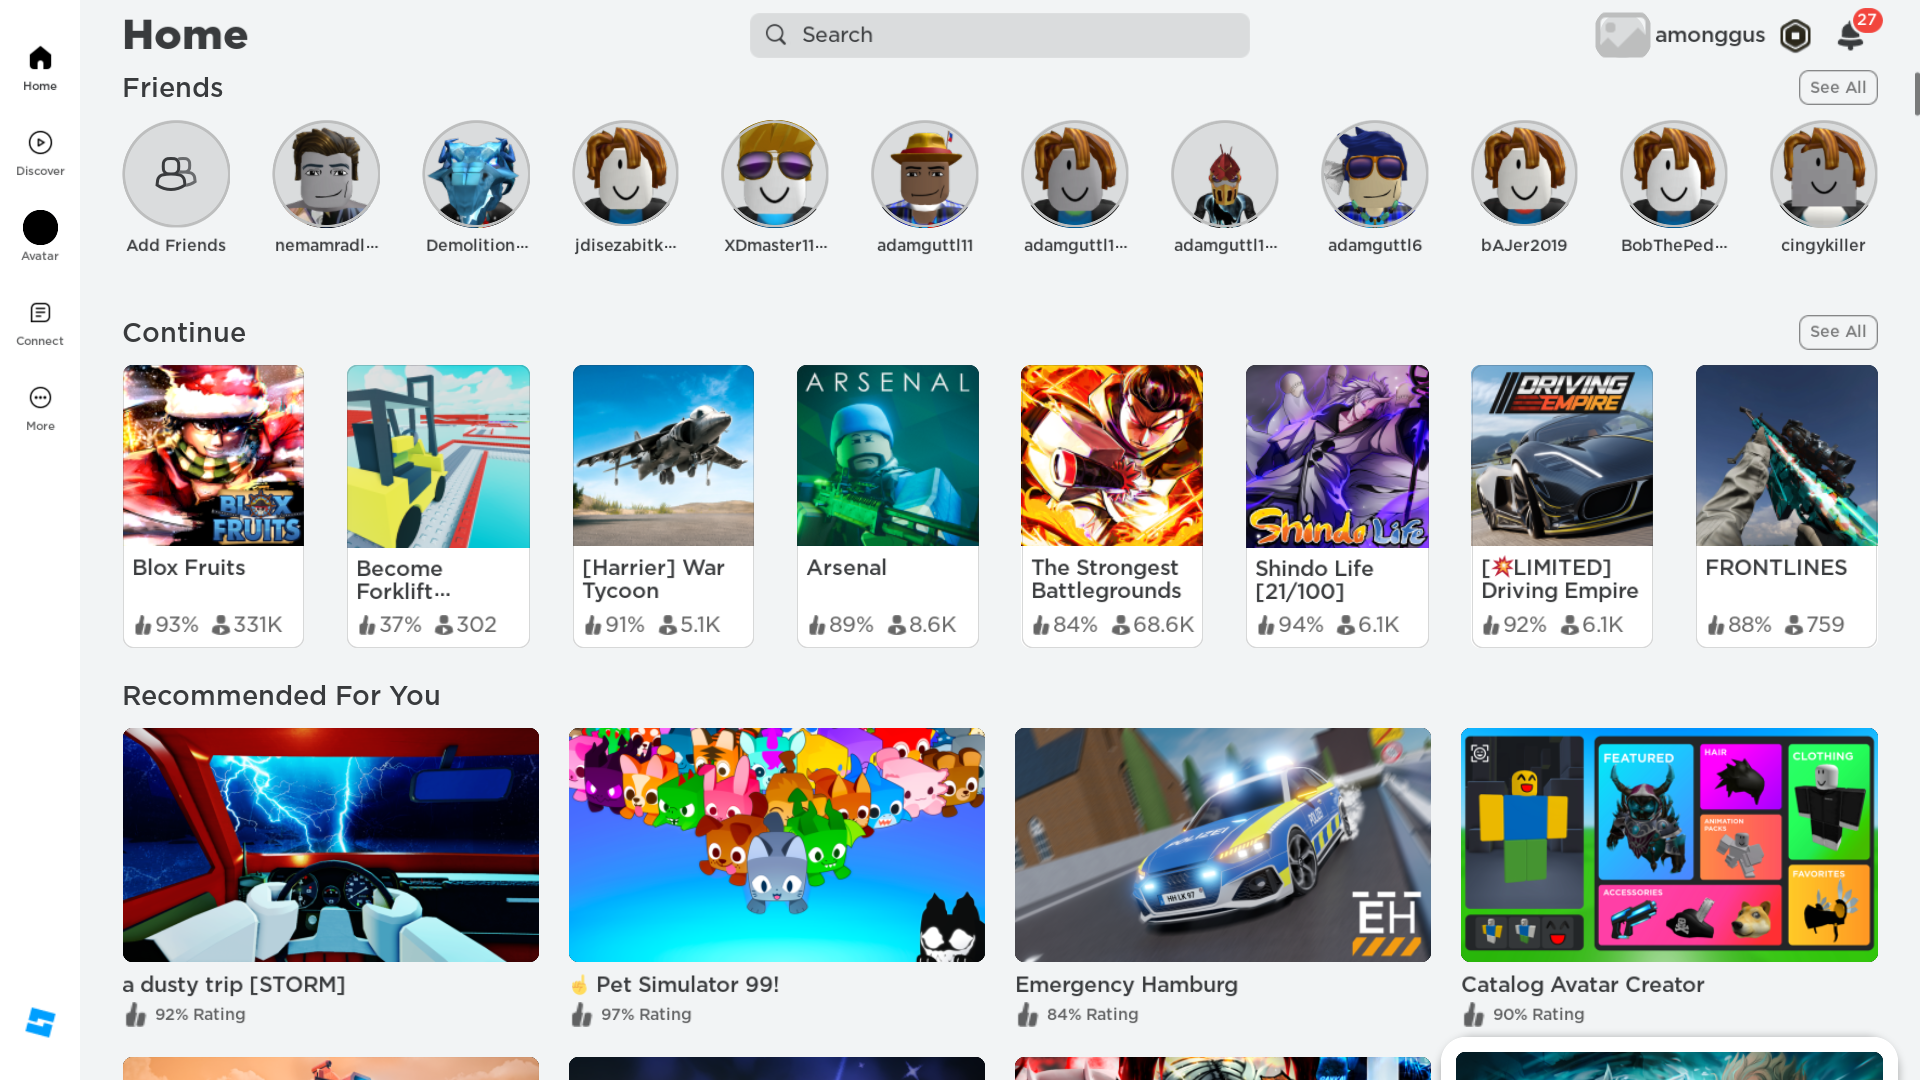 Home
Search
amonggus
27
Home
Discover
Avatar
Connect
More
Friends
See All
Add Friends
nemamradl...
Demolition...
jdisezabitk...
XDmaster11...
adamguttl11
adamguttl1...
adamguttl1...
adamguttl6
bAJer2019
BobThePed...
cingykiller
Continue
See All
BLOX
FRUITS
ARSENAL
Shindo Life
DRIVING
EMPIRE
Blox Fruits
93% 331K
Become
Forklift...
37% 302
[Harrier] War
Tycoon
91% 5.1K
Arsenal
89% 8.6K
The Strongest
Battlegrounds
84% 68.6K
Shindo Life
[21/100]
94% 6.1K
[💥LIMITED]
Driving Empire
92% 6.1K
FRONTLINES
88% 759
Recommended For You
POLIZEI
POLIZEI
HH LK 97
EH
FEATURED
HAIR
CLOTHING
ANIMATION
PACKS
ACCESSORIES
FAVORITES
a dusty trip [STORM]
92% Rating
☝ Pet Simulator 99!
97% Rating
Emergency Hamburg
84% Rating
Catalog Avatar Creator
90% Rating